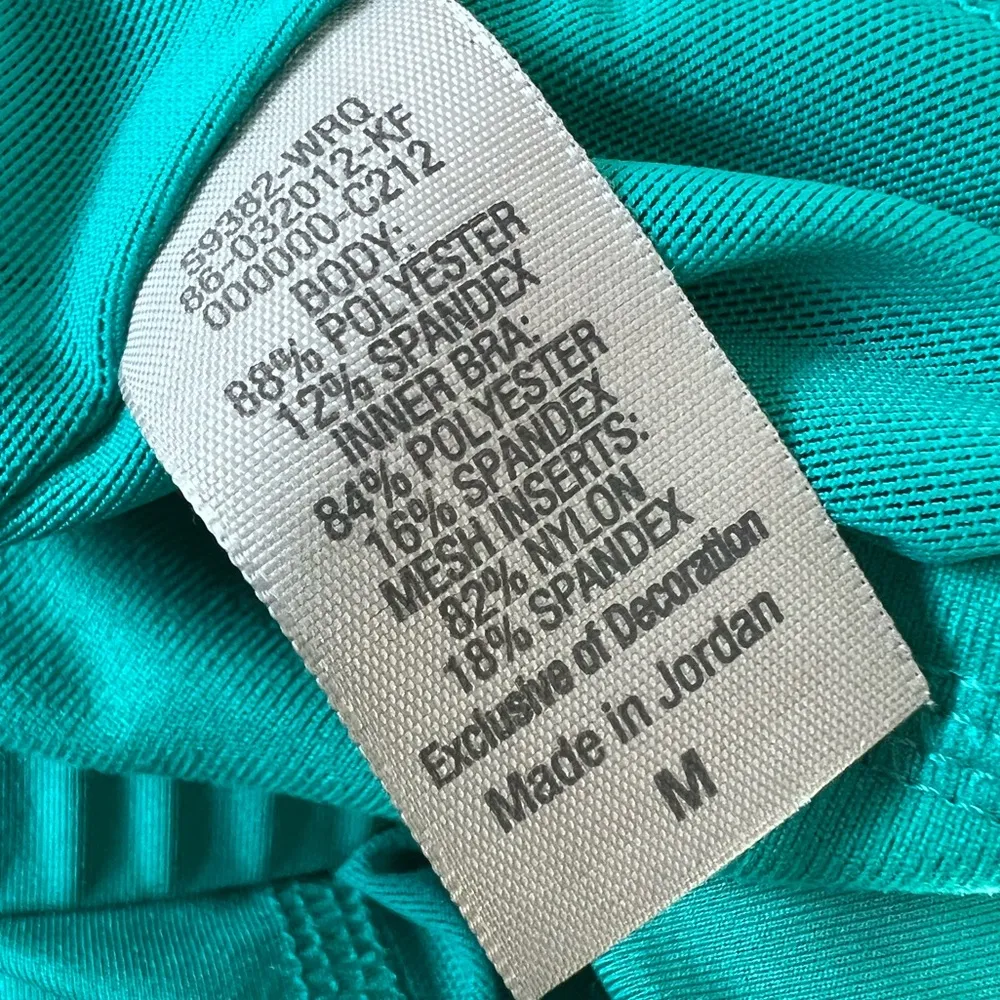 S9382-WRQ
86-032012-KF
000000-C212
BODY:
88% POLYESTER
12% SPANDEX
INNER BRA:
84% POLYESTER
16% SPANDEX
MESH INSERTS:
82% NYLON
18% SPANDEX
Exclusive of Decoration
Made in Jordan
M